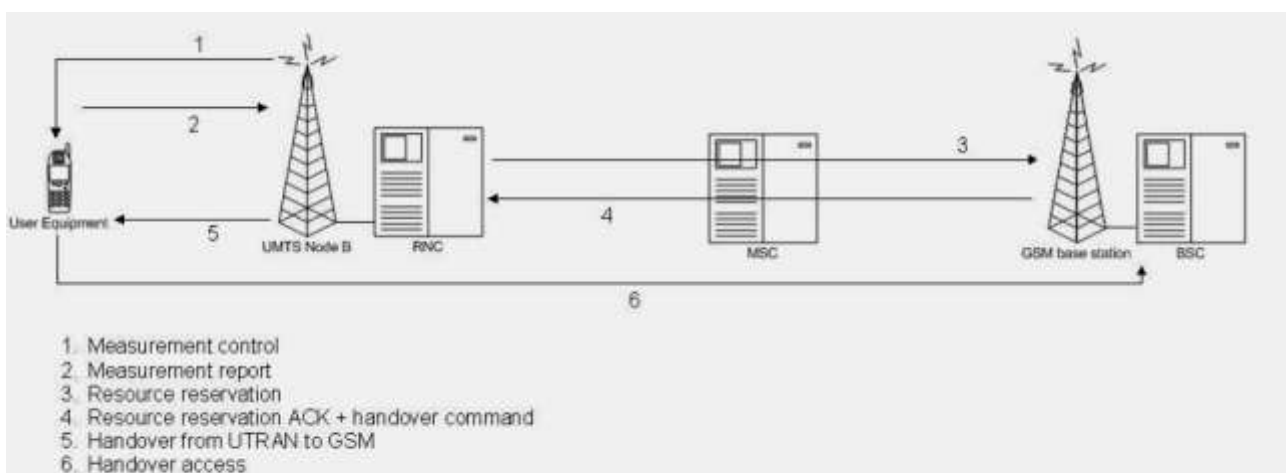 1
2
3
4
5
User Equipment
UMTS Node B
RNC
MSC
GSM base station
BSC
6
1. Measurement control
2. Measurement report
3. Resource reservation
4. Resource reservation ACK + handover command
5. Handover from UTRAN to GSM
6. Handover access